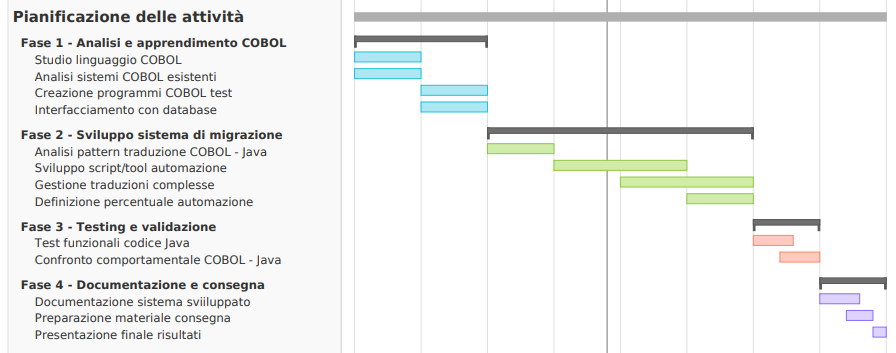 Pianificazione delle attività
Fase 1 - Analisi e apprendimento COBOL
Studio linguaggio COBOL
Analisi sistemi COBOL esistenti
Creazione programmi COBOL test
Interfacciamento con database
Fase 2 - Sviluppo sistema di migrazione
Analisi pattern traduzione COBOL - Java
Sviluppo script/tool automazione
Gestione traduzioni complesse
Definizione percentuale automazione
Fase 3 - Testing e validazione
Test funzionali codice Java
Confronto comportamentale COBOL - Java
Fase 4 - Documentazione e consegna
Documentazione sistema sviiluppato
Preparazione materiale consegna
Presentazione finale risultati